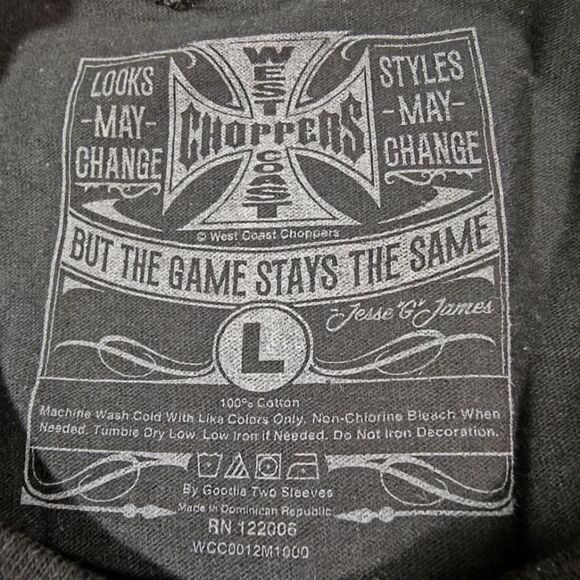 LOOKS
-MAY-
CHANGE
WEST COAST
CHOPPERS
STYLES
-MAY-
CHANGE
© West Coast Choppers
BUT THE GAME STAYS THE SAME
-Jesse "G" James
L
100% Cotton
Machine Wash Cold With Like Colors Only. Non-Chlorine Bleach When
Needed. Tumble Dry Low. Low Iron if Needed. Do Not Iron Decoration.
By Goodie Two Sleeves
Made in Dominican Republic
RN 122006
WCC0012M1000